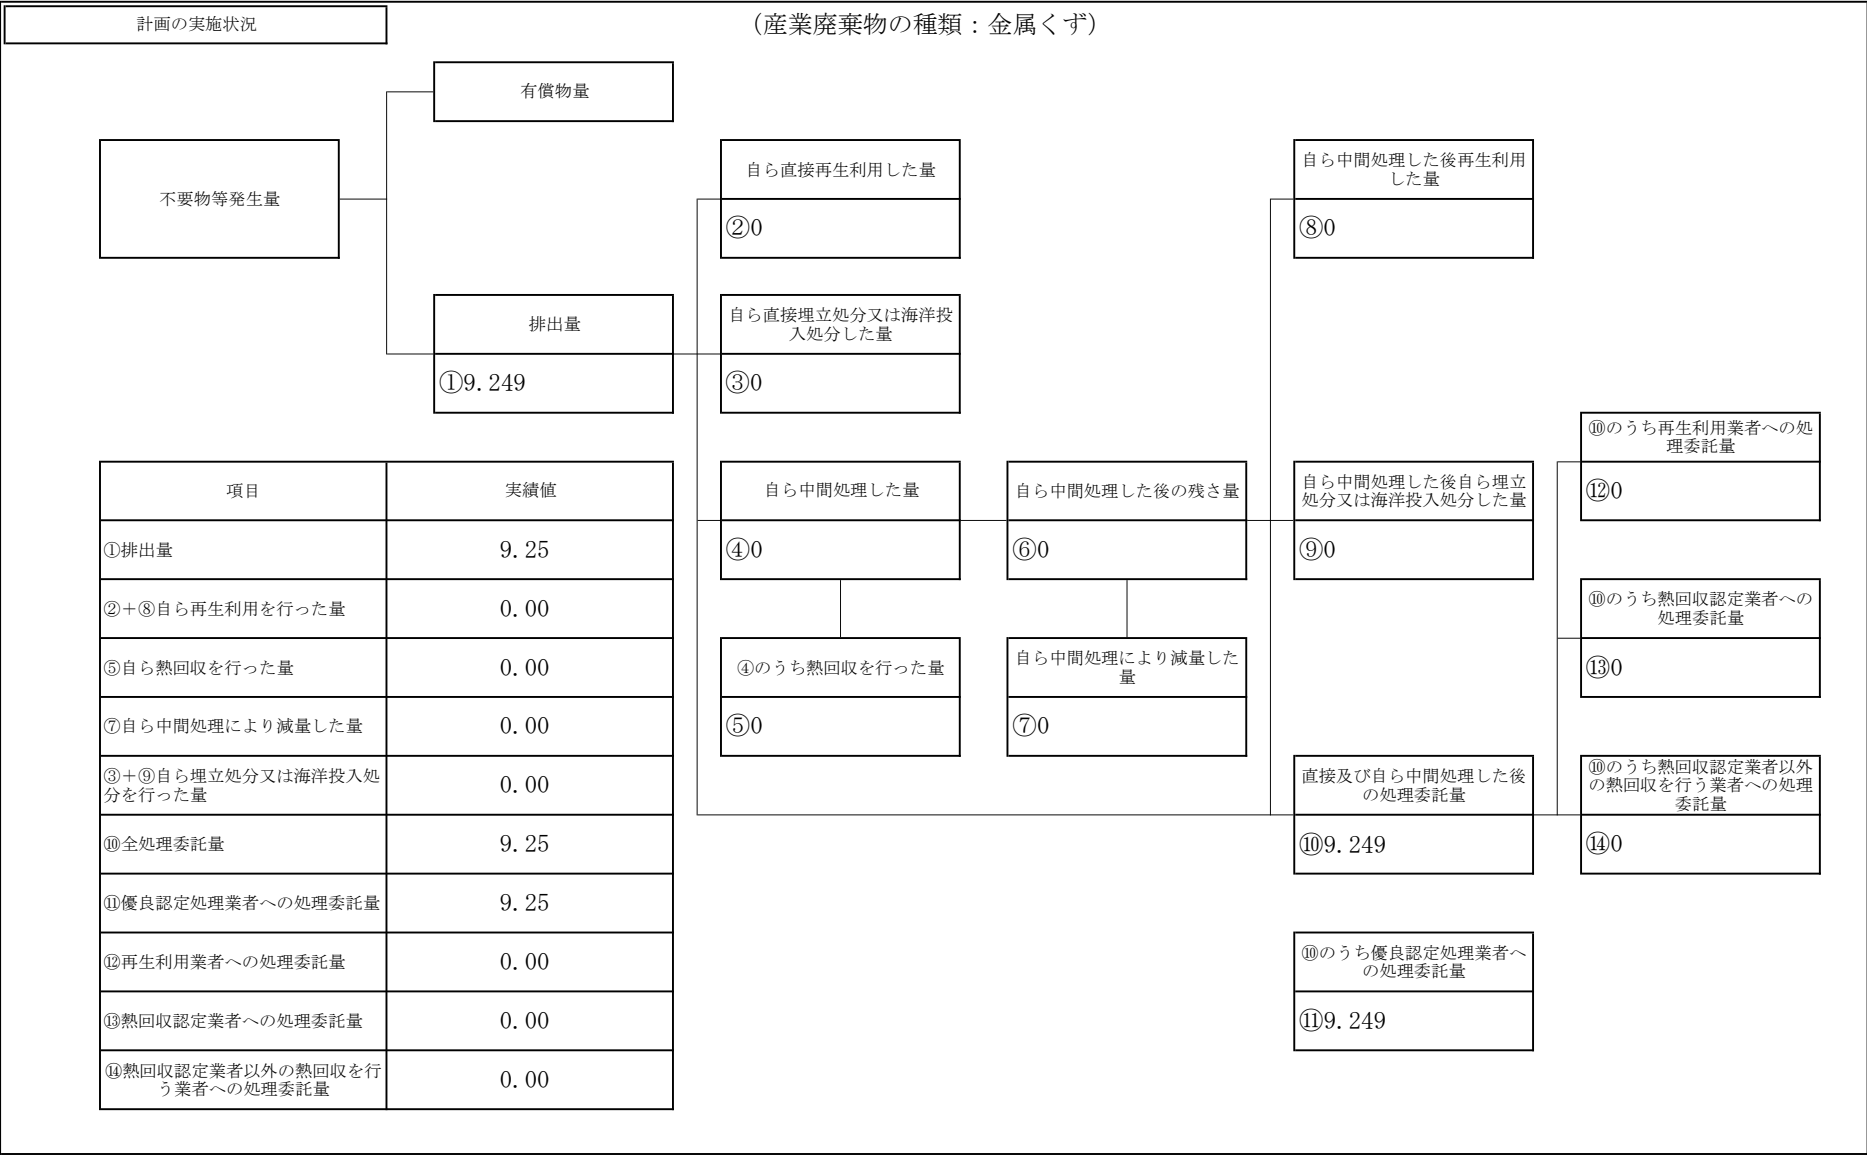 計画の実施状況
（産業廃棄物の種類：金属くず）
有償物量
不要物等発生量
自ら直接再生利用した量
②0
自ら中間処理した後再生利用
した量
⑧0
排出量
①9.249
自ら直接埋立処分又は海洋投
入処分した量
③0
⑩のうち再生利用業者への処
理委託量
⑫0
自ら中間処理した量
④0
自ら中間処理した後の残さ量
⑥0
自ら中間処理した後自ら埋立
処分又は海洋投入処分した量
⑨0
⑩のうち熱回収認定業者への
処理委託量
⑬0
④のうち熱回収を行った量
⑤0
自ら中間処理により減量した
量
⑦0
直接及び自ら中間処理した後
の処理委託量
⑩9.249
⑩のうち熱回収認定業者以外
の熱回収を行う業者への処理
委託量
⑭0
⑩のうち優良認定処理業者へ
の処理委託量
⑪9.249
項目 実績値
①排出量 9.25
②＋⑧自ら再生利用を行った量 0.00
⑤自ら熱回収を行った量 0.00
⑦自ら中間処理により減量した量 0.00
③＋⑨自ら埋立処分又は海洋投入処
分を行った量 0.00
⑩全処理委託量 9.25
⑪優良認定処理業者への処理委託量 9.25
⑫再生利用業者への処理委託量 0.00
⑬熱回収認定業者への処理委託量 0.00
⑭熱回収認定業者以外の熱回収を行
う業者への処理委託量 0.00